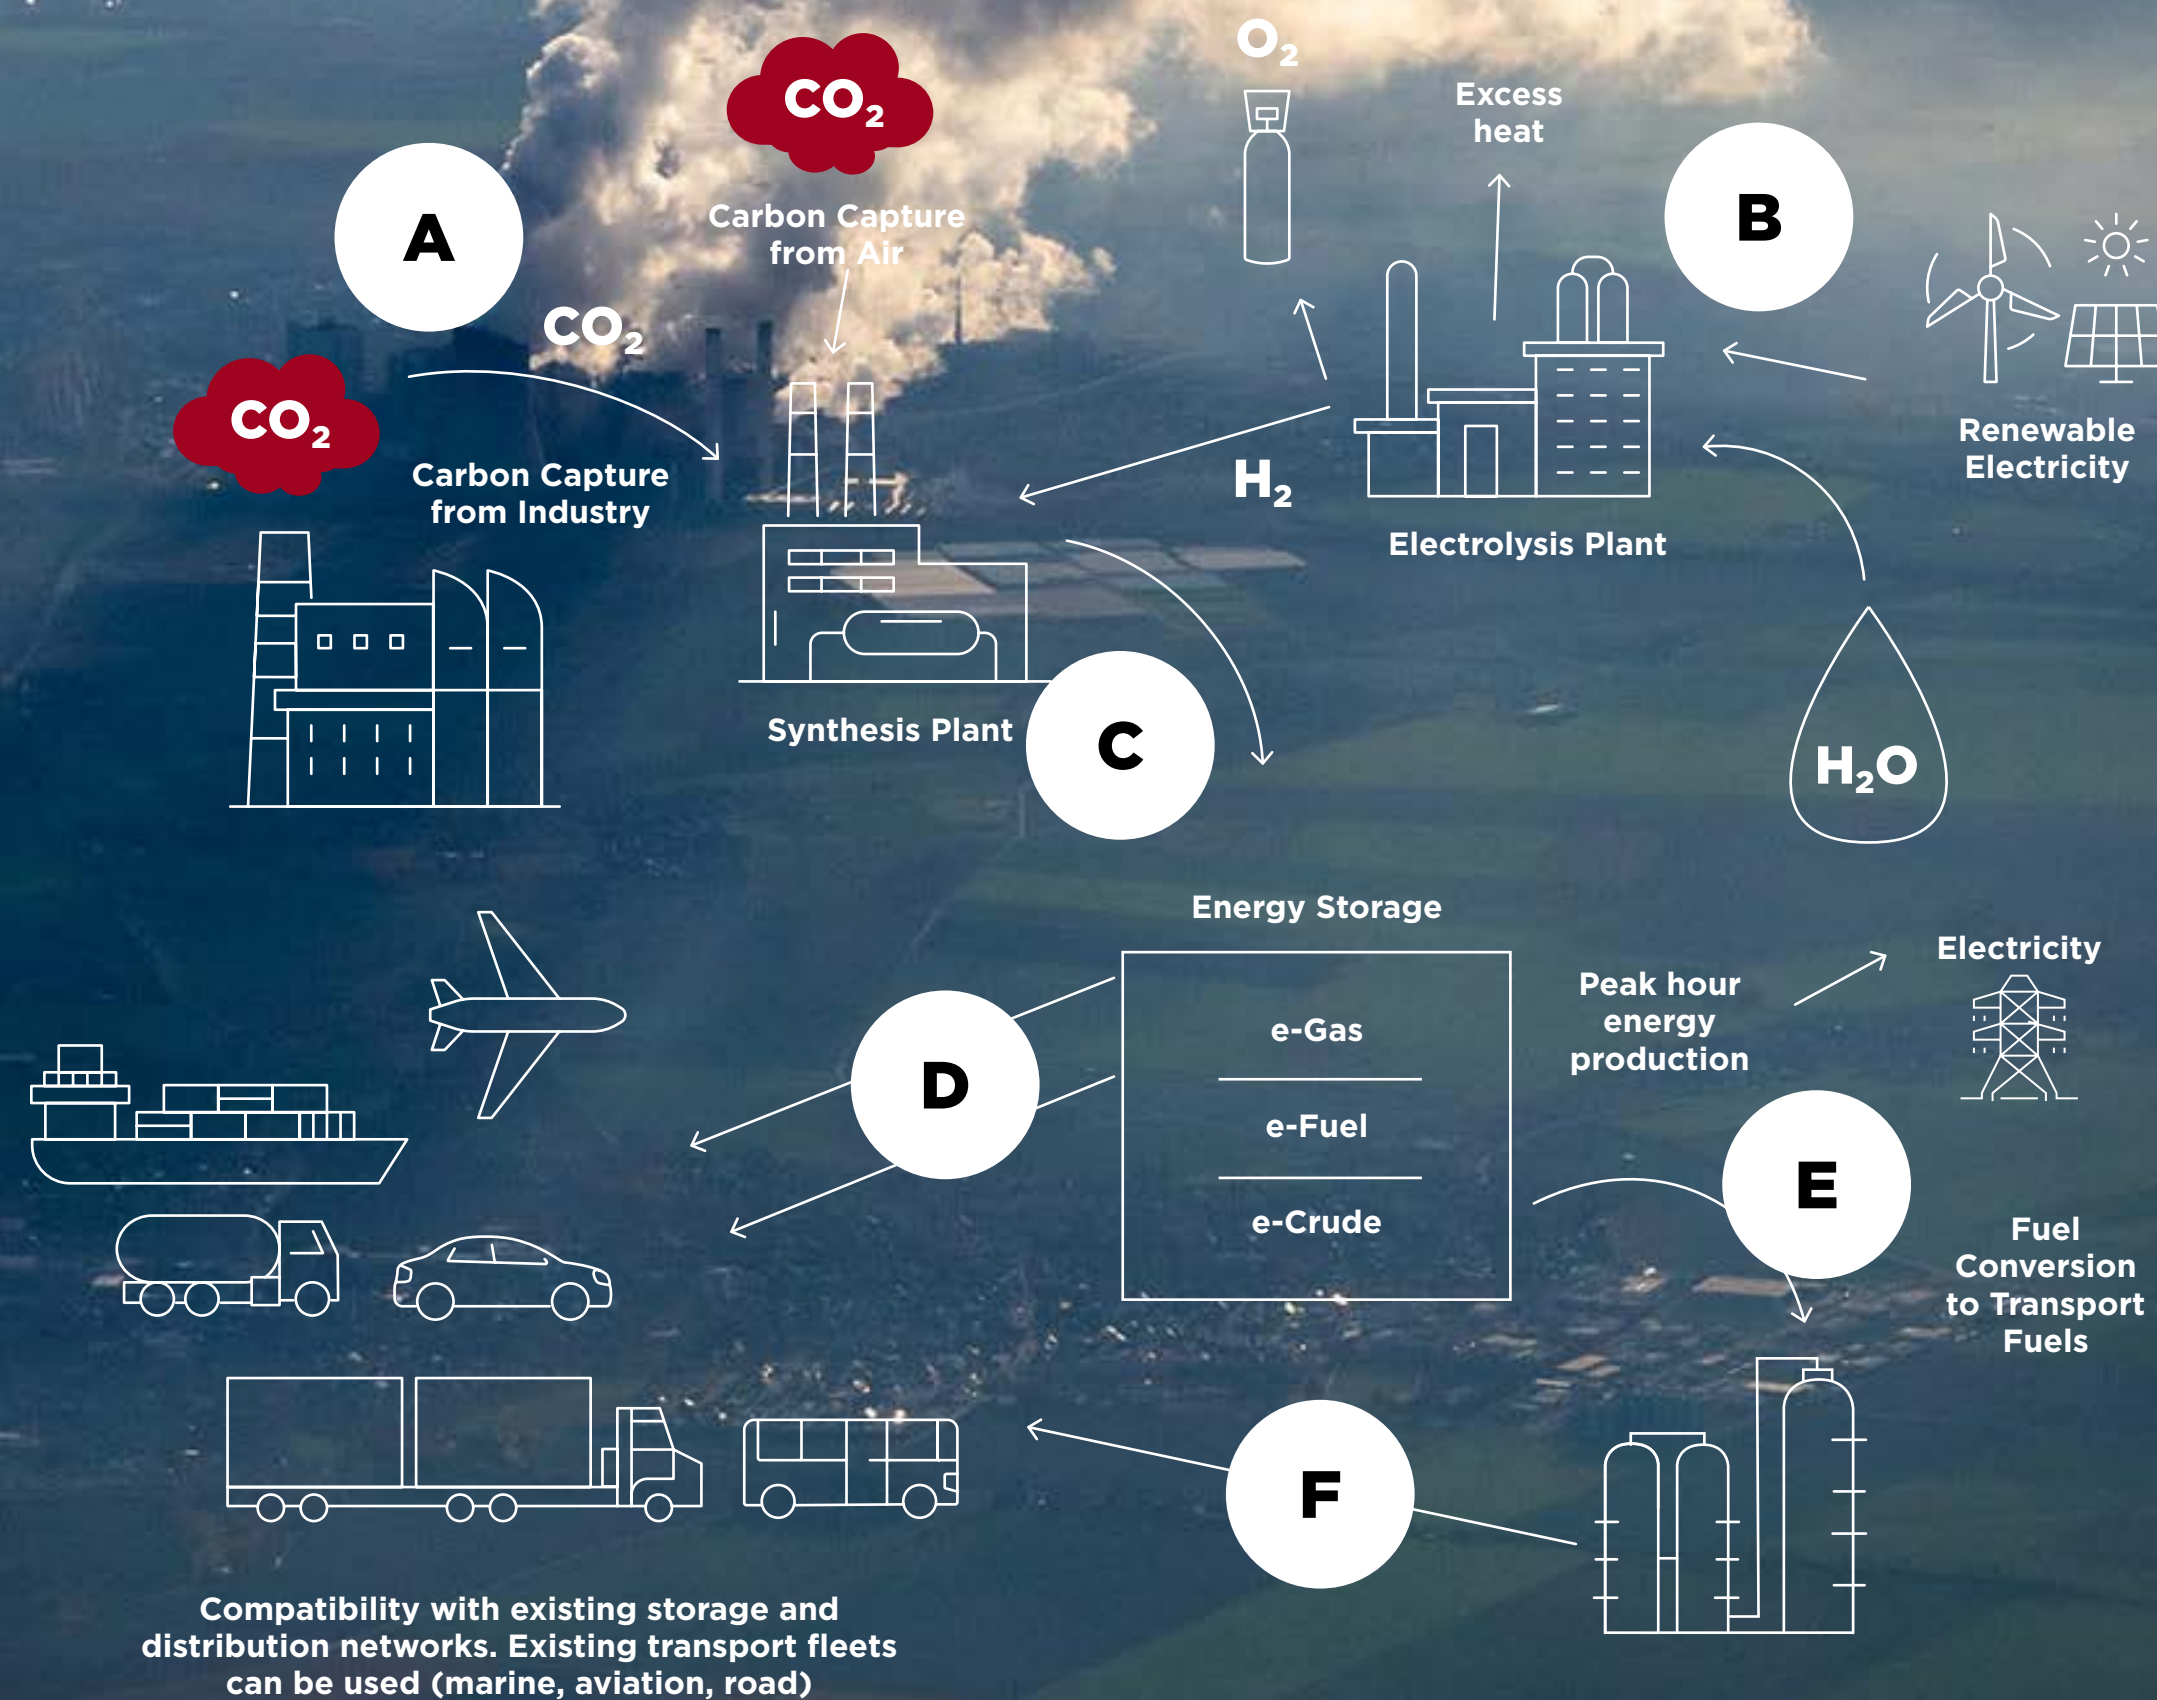 O₂
CO₂
Excess
heat
A
B
Carbon Capture
from Air
CO₂
CO₂
Carbon Capture
from Industry
H₂
Renewable
Electricity
Electrolysis Plant
Synthesis Plant
C
H₂O
Energy Storage
Electricity
Peak hour
energy
production
e-Gas
D
e-Fuel
e-Crude
E
Fuel
Conversion
to Transport
Fuels
F
Compatibility with existing storage and
distribution networks. Existing transport fleets
can be used (marine, aviation, road)